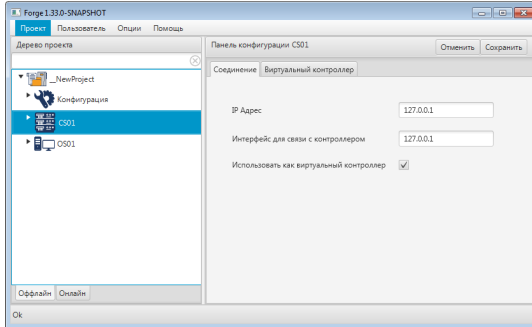 Forge 1.33.0-SNAPSHOT
Проект Пользователь Опции Помощь
Дерево проекта
_NewProject
Конфигурация
CS01
OS01
Оффлайн Онлайн
Панель конфигурации CS01
Отменить Сохранить
Соединение Виртуальный контроллер
IP Адрес 127.0.0.1
Интерфейс для связи с контроллером 127.0.0.1
Использовать как виртуальный контроллер
Ok